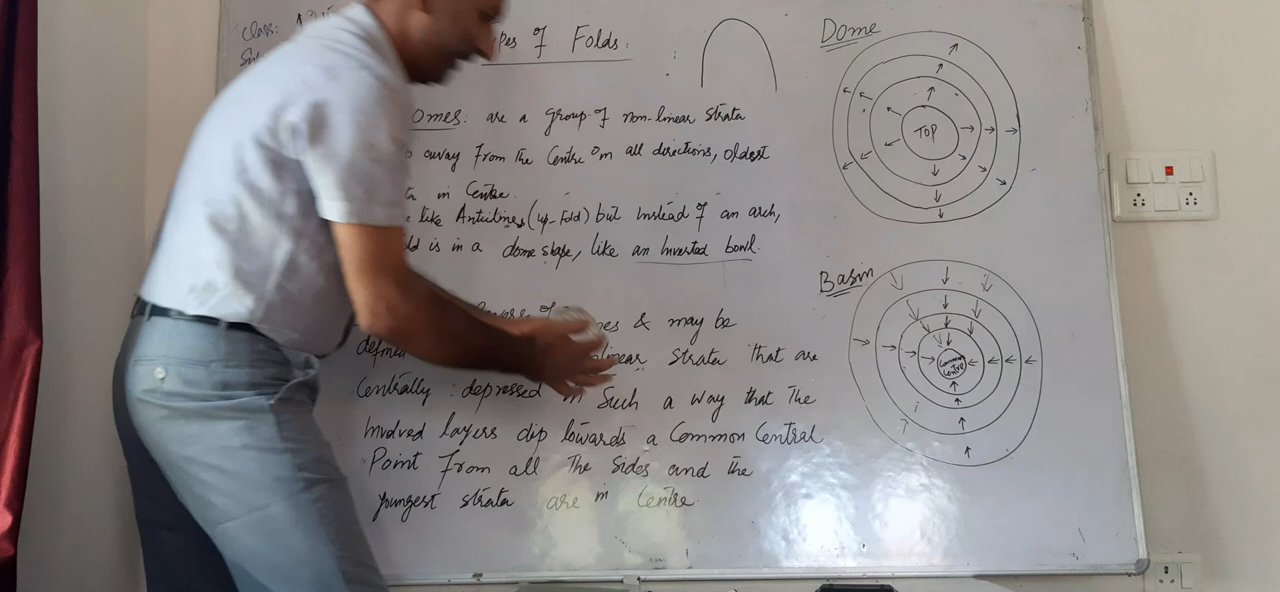 Class:
of Folds:
omes: are a group of non-linear strata
away from the Centre in all directions, oldest
in Centre.
like Anticlines (up-Fold) but instead of an arch,
is in a dome shape, like an Inverted bowl.
of & may be
strata that are
Centrally depressed in Such a way that the
Involved layers dip towards a Common Central
Point From all The Sides and the
youngest strata are in Centre.
Dome
TOP
Basin
Common
Centre